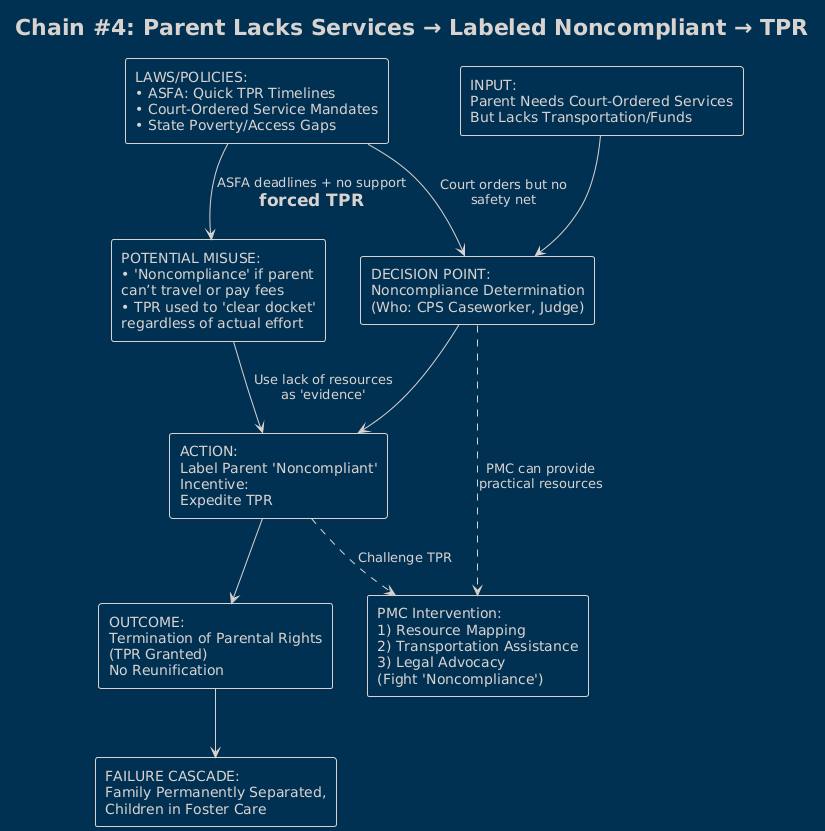 Chain #4: Parent Lacks Services → Labeled Noncompliant → TPR
LAWS/POLICIES:
• ASFA: Quick TPR Timelines
• Court-Ordered Service Mandates
• State Poverty/Access Gaps
INPUT:
Parent Needs Court-Ordered Services
But Lacks Transportation/Funds
ASFA deadlines + no support
forced TPR
Court orders but no
safety net
POTENTIAL MISUSE:
• 'Noncompliance' if parent
can’t travel or pay fees
• TPR used to 'clear docket'
regardless of actual effort
DECISION POINT:
Noncompliance Determination
(Who: CPS Caseworker, Judge)
Use lack of resources
as 'evidence'
ACTION:
Label Parent 'Noncompliant'
Incentive:
Expedite TPR
PMC can provide
practical resources
Challenge TPR
OUTCOME:
Termination of Parental Rights
(TPR Granted)
No Reunification
PMC Intervention:
1) Resource Mapping
2) Transportation Assistance
3) Legal Advocacy
(Fight 'Noncompliance')
FAILURE CASCADE:
Family Permanently Separated,
Children in Foster Care